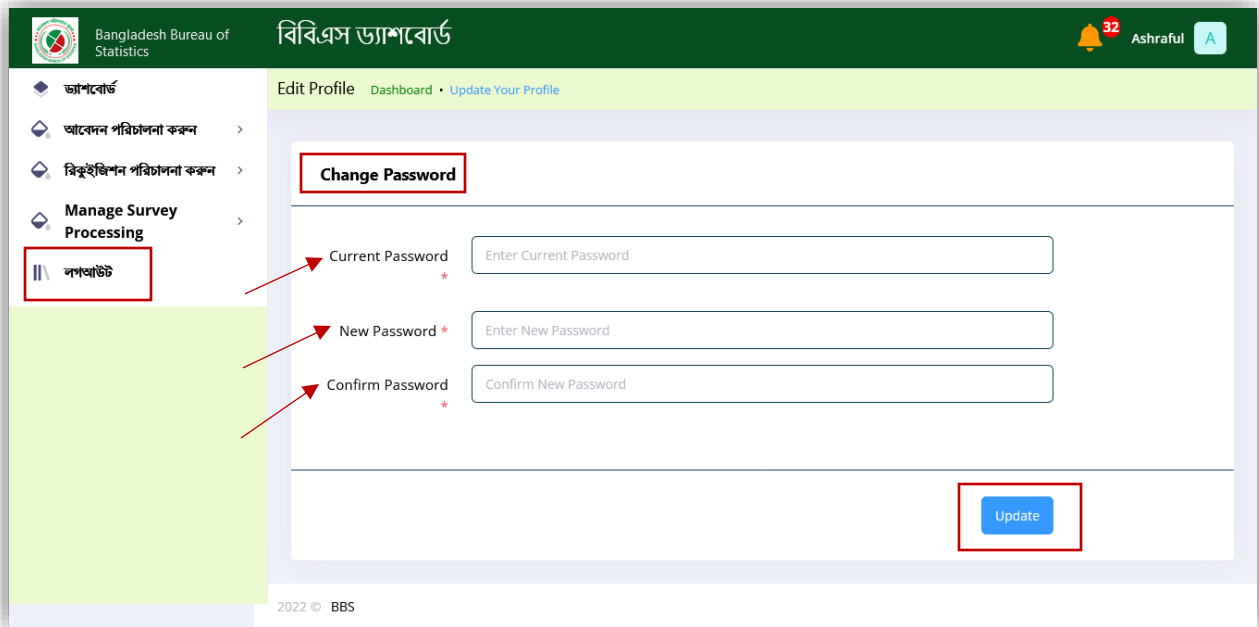 Bangladesh Bureau of
Statistics
বিবিএস ড্যাশবোর্ড
32
Ashraful
A
ড্যাশবোর্ড
আবেদন পরিচালনা করুন
রিকুইজিশন পরিচালনা করুন
Manage Survey
Processing
লগআউট
Edit Profile Dashboard • Update Your Profile
Change Password
Current Password *
Enter Current Password
New Password *
Enter New Password
Confirm Password *
Confirm New Password
Update
2022 © BBS